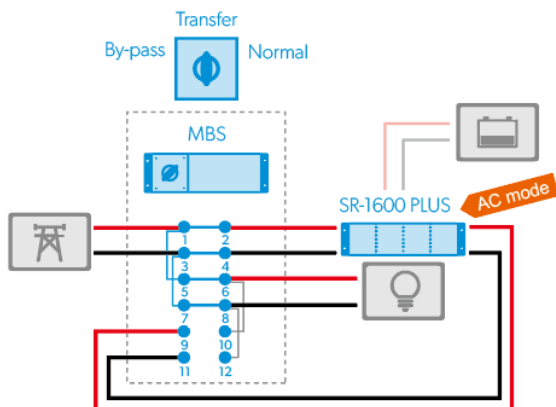 Transfer
By-pass
Normal
MBS
SR-1600 PLUS
AC mode
1 2
3 4
5 6
7 8
9 10
11 12